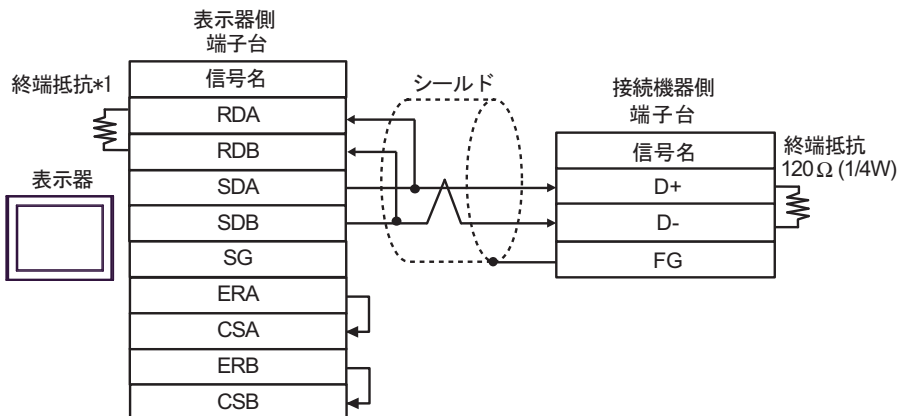 表示器側
端子台
終端抵抗*1
信号名
RDA
RDB
SDA
SDB
SG
ERA
CSA
ERB
CSB
表示器
シールド
接続機器側
端子台
信号名
D+
D-
FG
終端抵抗
120Ω (1/4W)